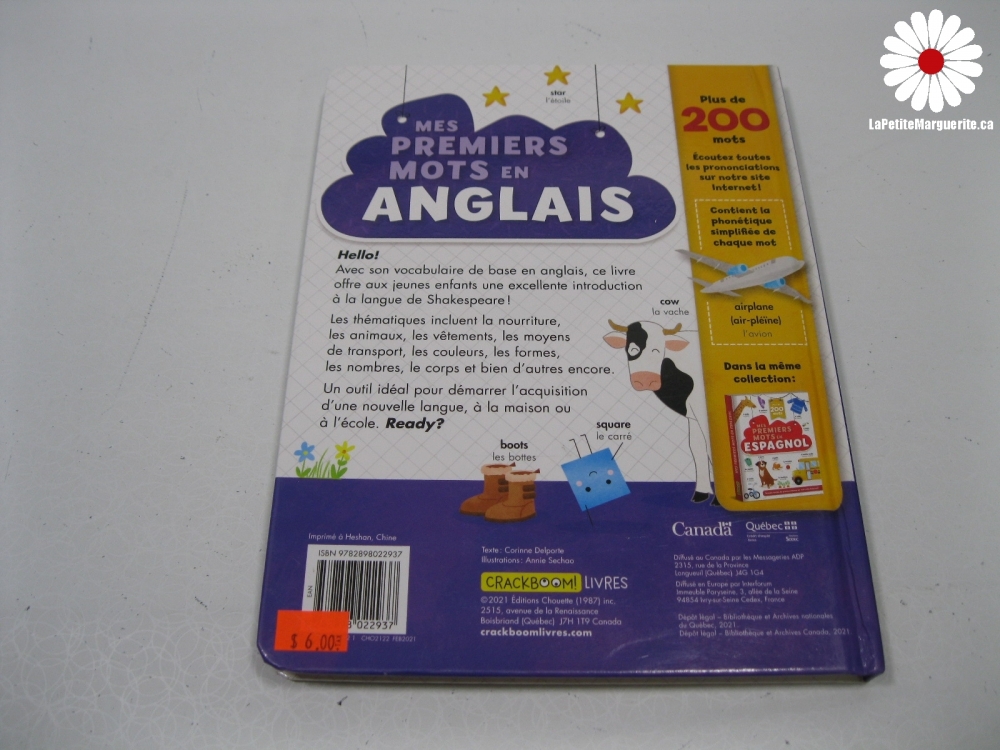 LaPetiteMarguerite.ca
star
l'étoile
MES
PREMIERS
MOTS EN
ANGLAIS
Hello!
Avec son vocabulaire de base en anglais, ce livre
offre aux jeunes enfants une excellente introduction
à la langue de Shakespeare!
Les thématiques incluent la nourriture,
les animaux, les vêtements, les moyens
de transport, les couleurs, les formes,
les nombres, le corps et bien d'autres encore.
Un outil idéal pour démarrer l'acquisition
d'une nouvelle langue, à la maison ou
à l'école. Ready?
cow
la vache
square
le carré
boots
les bottes
Plus de
200
mots
Écoutez toutes
les prononciations
sur notre site
Internet!
Contient la
phonétique
simplifiée de
chaque mot
airplane
(air-pléïne)
l'avion
Dans la même
collection:
MES
PREMIERS
MOTS EN
ESPAGNOL
Imprimé à Heshan, Chine
ISBN 9782898022937
EAN
022937
CHO2122 FEB2021
$ 6.00
Texte : Corinne Delporte
Illustrations : Annie Sechao
CRACKBOOM! LIVRES
©2021 Éditions Chouette (1987) inc.
2515, avenue de la Renaissance
Boisbriand (Québec) J7H 1T9 Canada
crackboomlivres.com
Canada
Québec
Diffusé au Canada par les Messageries ADP
2315, rue de la Province
Longueuil (Québec) J4G 1G4
Diffusé en Europe par Interforum
Immeuble Paryseine, 3, allée de la Seine
94854 Ivry-sur-Seine Cedex, France
Dépôt légal – Bibliothèque et Archives nationales
de Québec, 2021
Dépôt légal – Bibliothèque et Archives Canada, 2021